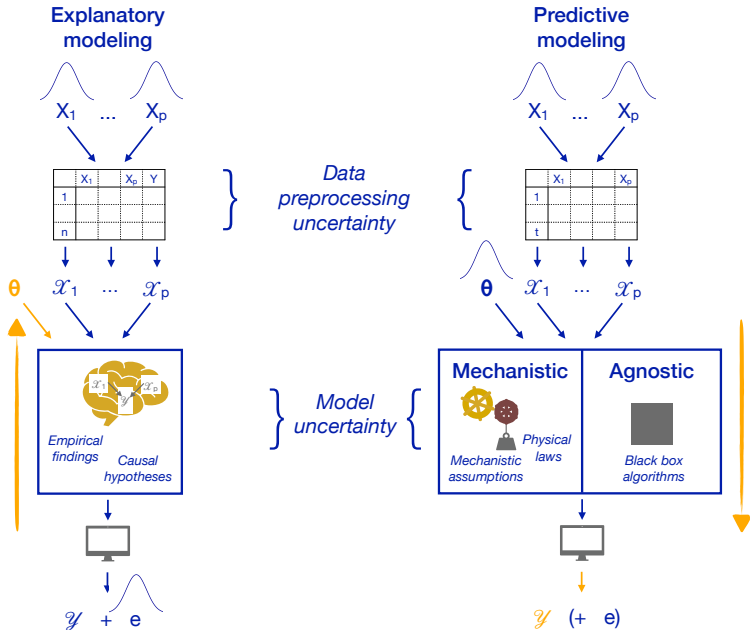 Explanatory modeling
Predictive modeling
X₁ ... Xₚ
X₁ ... Xₚ
X₁ Xₚ Y
1
n
Data preprocessing uncertainty
X₁ Xₚ
1
t
θ 𝒳₁ ... 𝒳ₚ
θ 𝒳₁ ... 𝒳ₚ
𝒳₁ 𝒳ₚ
𝒴
Empirical findings
Causal hypotheses
Model uncertainty
Mechanistic
Agnostic
Physical laws
Mechanistic assumptions
Black box algorithms
𝒴 + e
𝒴 (+ e)